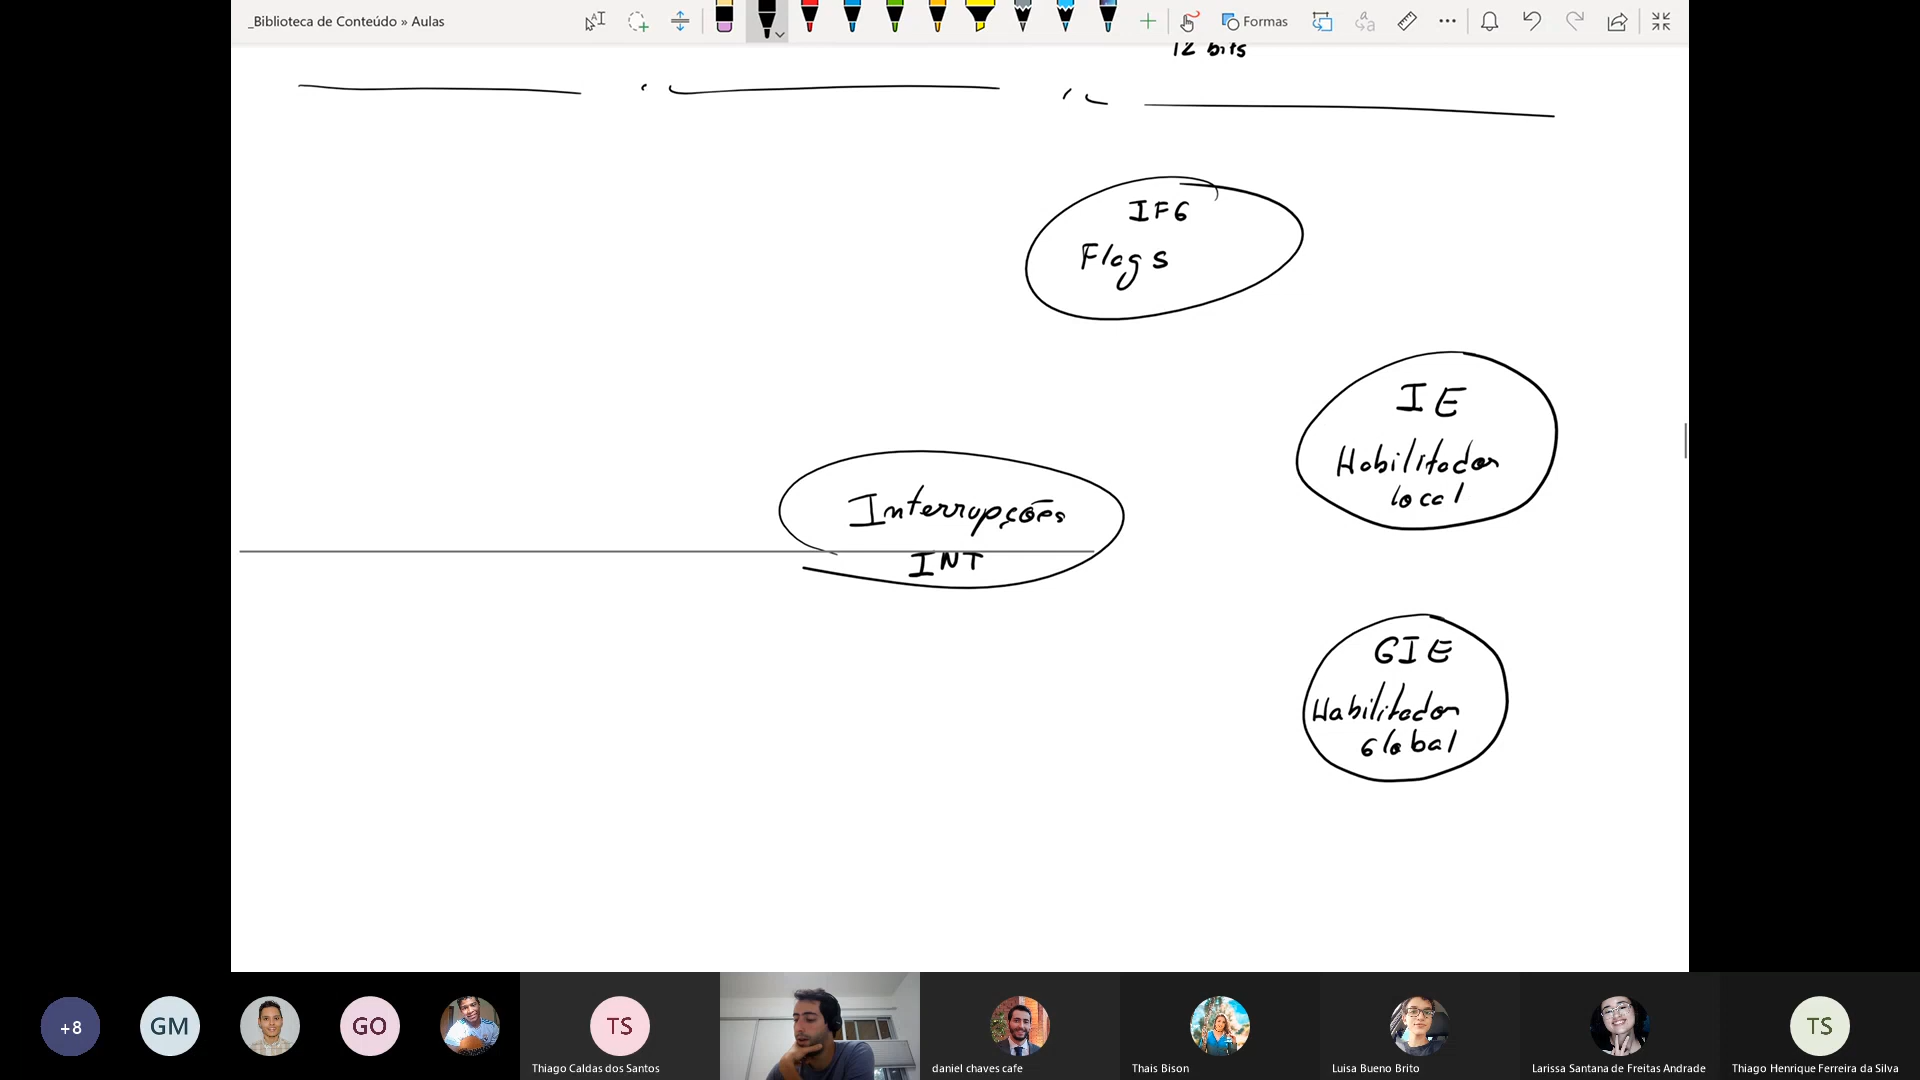 _Biblioteca de Conteúdo » Aulas
Formas
12 bits
IFG
Flags
IE
Habilitador
local
Interrupções
INT
GIE
Habilitador
Global
+8
GM
GO
TS
TS
Thiago Caldas dos Santos
daniel chaves cafe
Thais Bison
Luisa Bueno Brito
Larissa Santana de Freitas Andrade
Thiago Henrique Ferreira da Silva